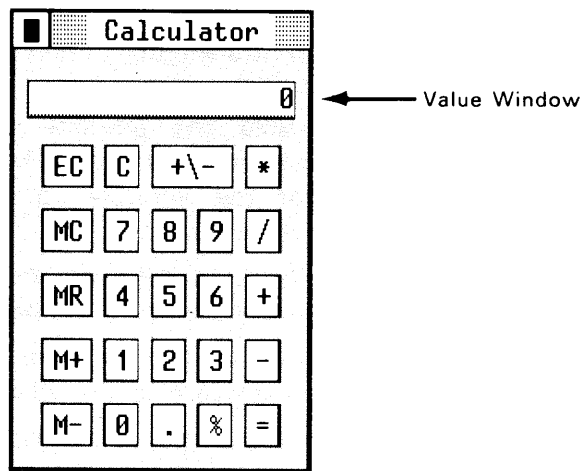 Calculator
0
Value Window
EC C +\- *
MC 7 8 9 /
MR 4 5 6 +
M+ 1 2 3 -
M- 0 . % =